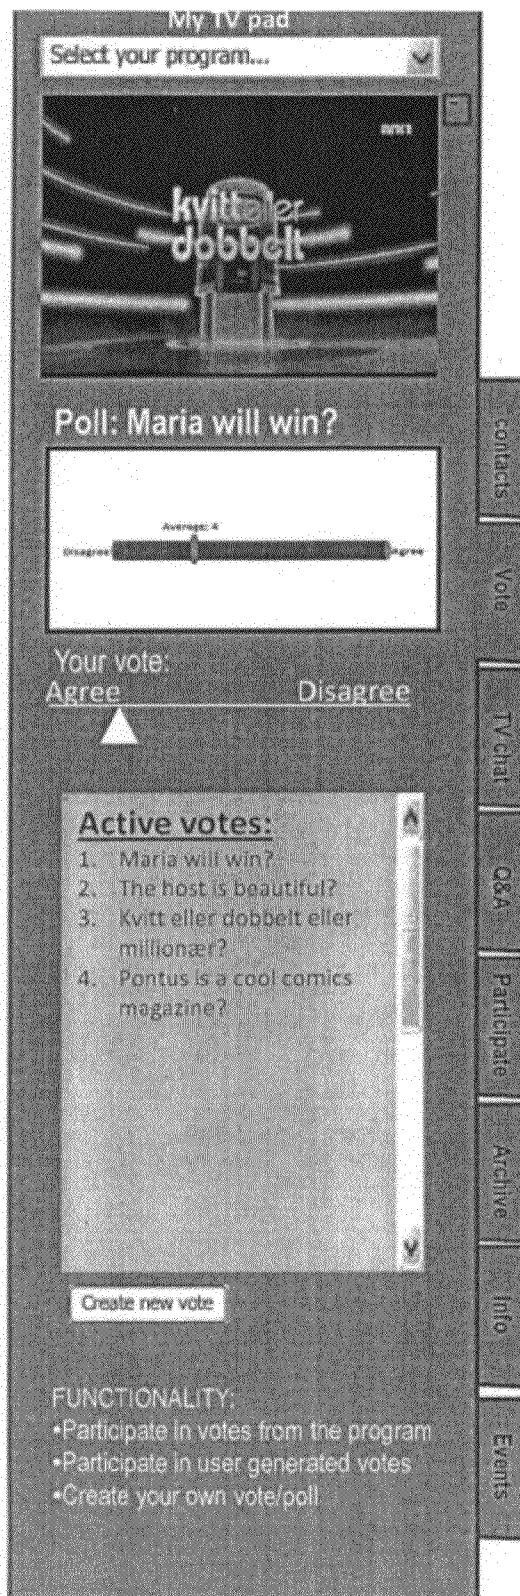 My TV pad
Select your program...
kvitt eller
dobbelt
Poll: Maria will win?
Average: 4
Disagree
Agree
Your vote:
Agree Disagree
Active votes:
1. Maria will win?
2. The host is beautiful?
3. Kvitt eller dobbelt eller
millionær?
4. Pontus is a cool comics
magazine?
Create new vote
FUNCTIONALITY:
•Participate in votes from the program
•Participate in user generated votes
•Create your own vote/poll
contacts
Vote
TV chat
Q&A
Participate
Archive
Info
Events